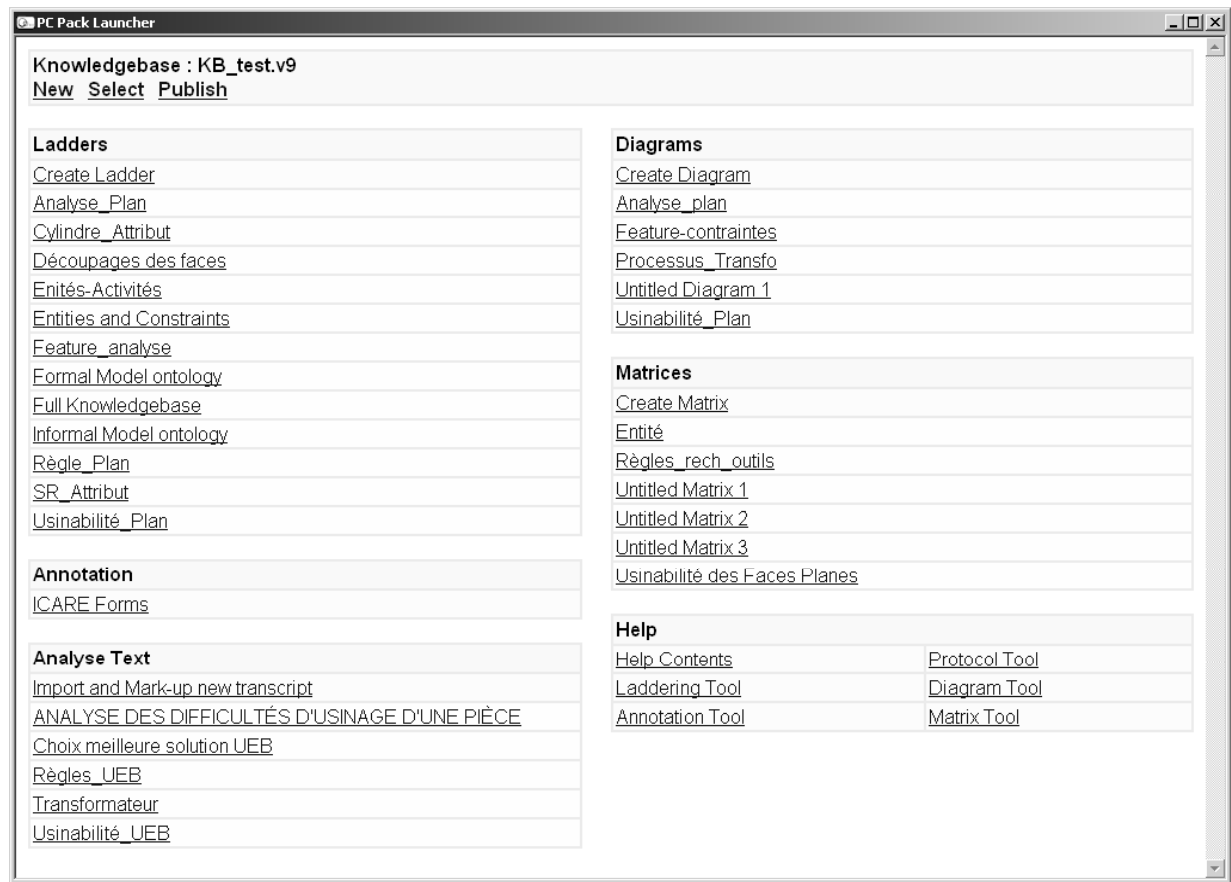 PC Pack Launcher
Knowledgebase : KB_test.v9
New Select Publish
Ladders
Create Ladder
Analyse_Plan
Cylindre_Attribut
Découpages des faces
Enités-Activités
Entities and Constraints
Feature_analyse
Formal Model ontology
Full Knowledgebase
Informal Model ontology
Règle_Plan
SR_Attribut
Usinabilité_Plan
Annotation
ICARE Forms
Analyse Text
Import and Mark-up new transcript
ANALYSE DES DIFFICULTÉS D'USINAGE D'UNE PIÈCE
Choix meilleure solution UEB
Règles_UEB
Transformateur
Usinabilité_UEB
Diagrams
Create Diagram
Analyse_plan
Feature-contraintes
Processus_Transfo
Untitled Diagram 1
Usinabilité_Plan
Matrices
Create Matrix
Entité
Règles_rech_outils
Untitled Matrix 1
Untitled Matrix 2
Untitled Matrix 3
Usinabilité des Faces Planes
Help
Help Contents Protocol Tool
Laddering Tool Diagram Tool
Annotation Tool Matrix Tool